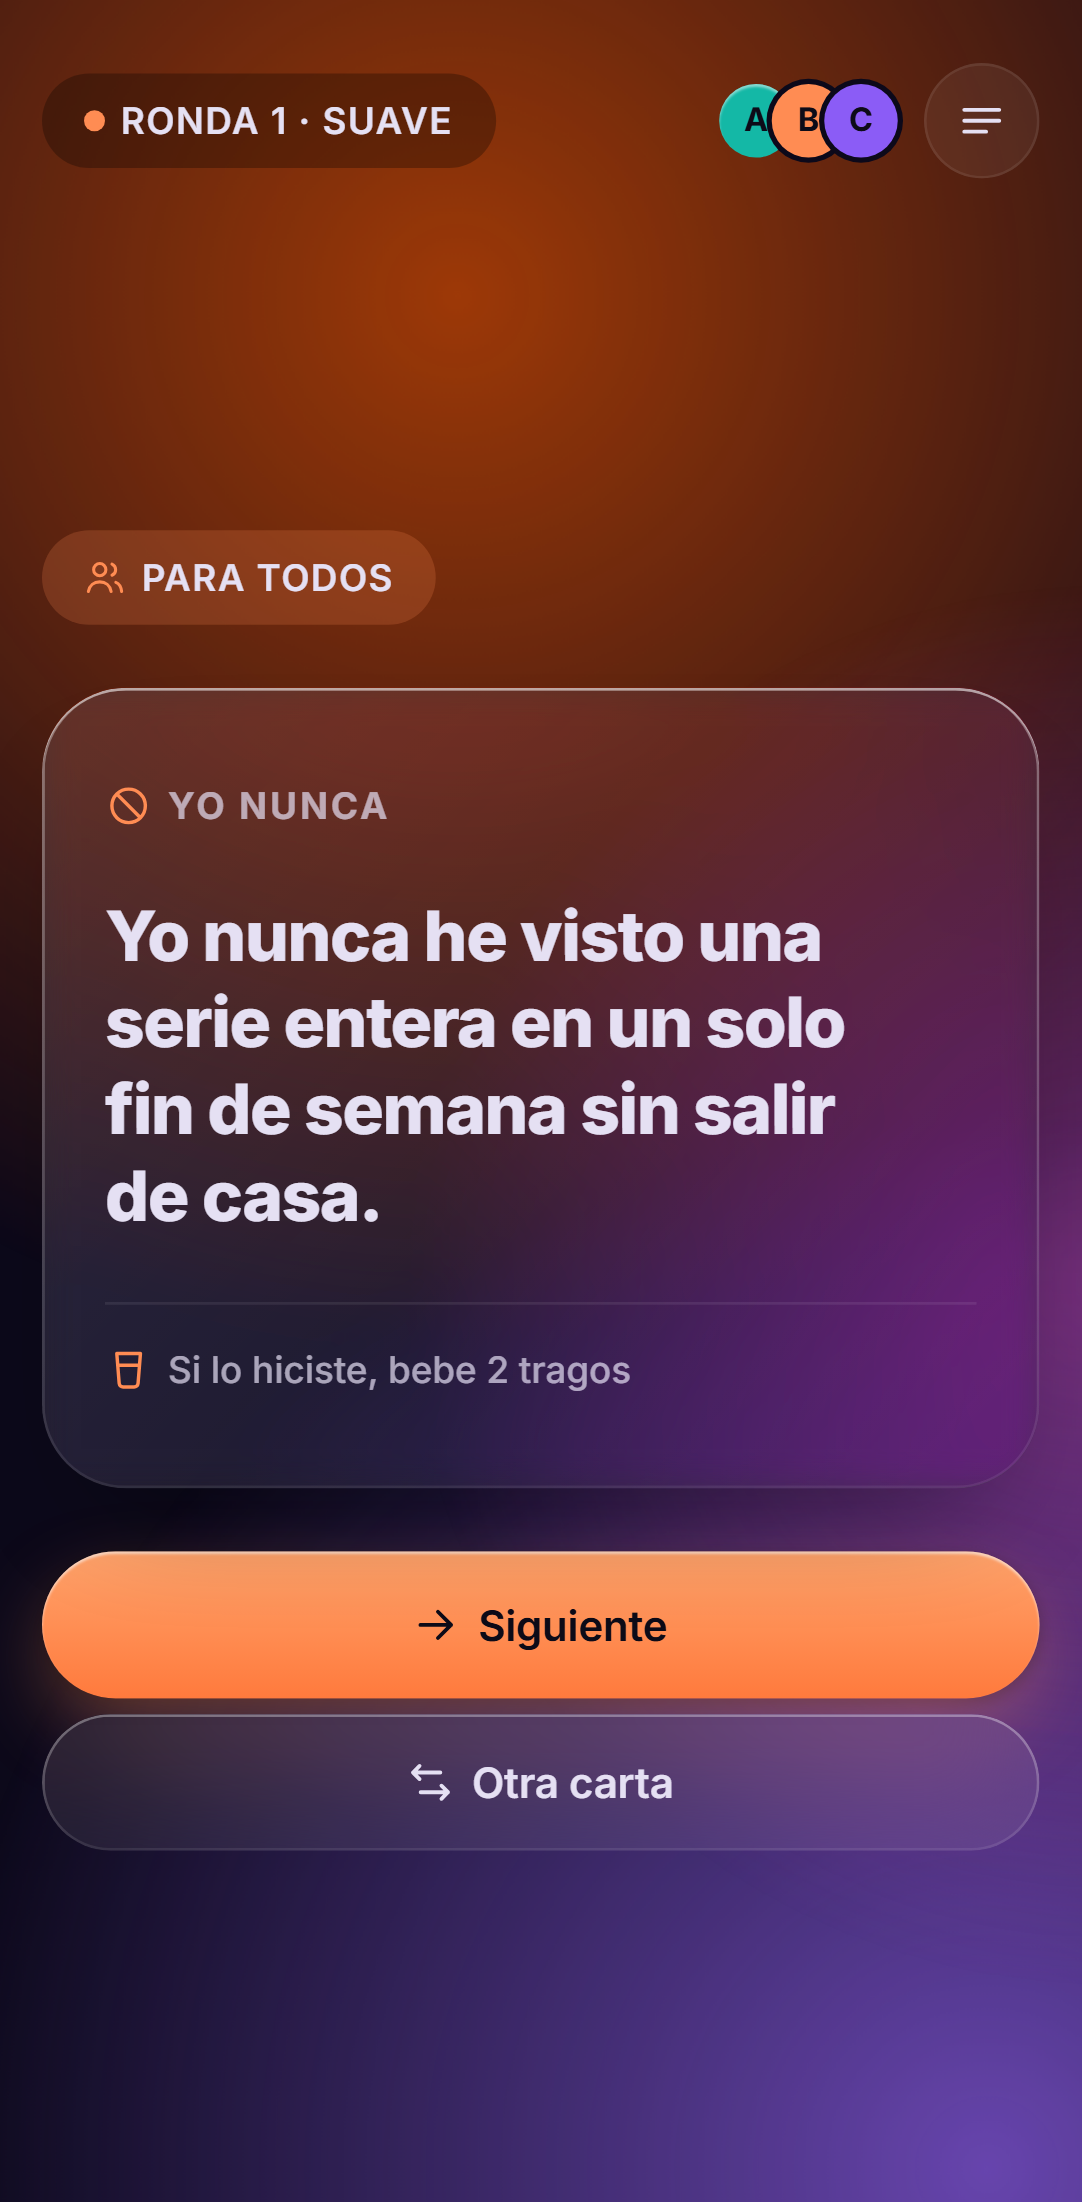 RONDA 1 · SUAVE
A B C
PARA TODOS
YO NUNCA
Yo nunca he visto una
serie entera en un solo
fin de semana sin salir
de casa.
Si lo hiciste, bebe 2 tragos
Siguiente
Otra carta